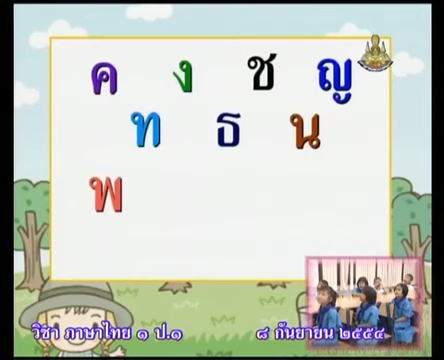 ค ง ช ญ
ท ธ น
พ
วิชา ภาษาไทย ๑ ป.๑
๘ กันยายน ๒๕๕๔